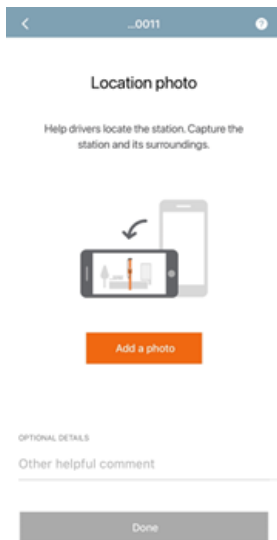 ...0011
?
Location photo
Help drivers locate the station. Capture the
station and its surroundings.
Add a photo
OPTIONAL DETAILS
Other helpful comment
Done